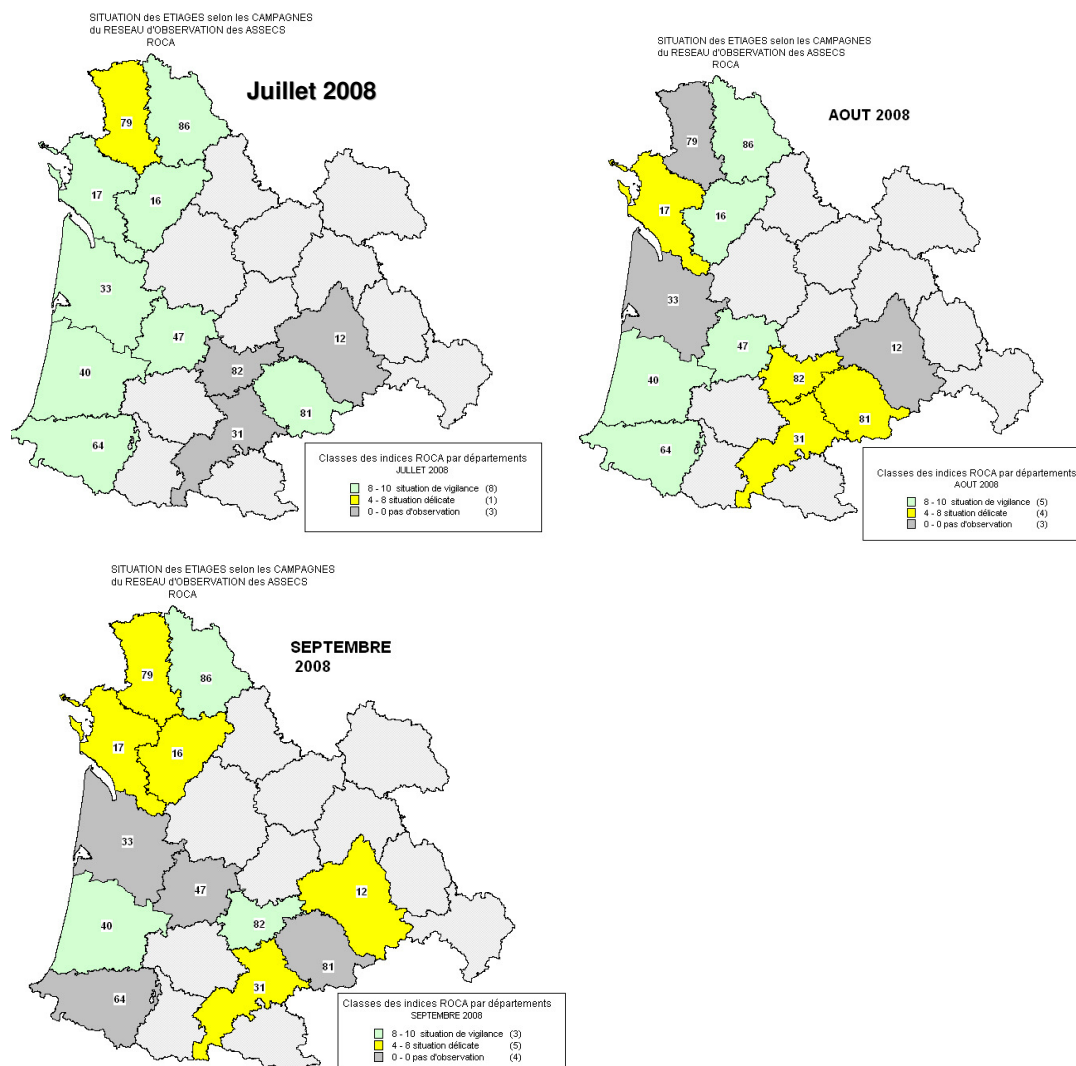 SITUATION des ETIAGES selon les CAMPAGNES
du RESEAU d'OBSERVATION des ASSECS
ROCA
Juillet 2008
79
86
17
16
33
47
12
40
82
81
31
64
Classes des indices ROCA par départements
JUILLET 2008
8 - 10 situation de vigilance (8)
4 - 8 situation délicate (1)
0 - 0 pas d'observation (3)
SITUATION des ETIAGES selon les CAMPAGNES
du RESEAU d'OBSERVATION des ASSECS
ROCA
AOUT 2008
79
86
17
16
33
47
12
40
82
81
31
64
Classes des indices ROCA par départements
AOUT 2008
8 - 10 situation de vigilance (5)
4 - 8 situation délicate (4)
0 - 0 pas d'observation (3)
SITUATION des ETIAGES selon les CAMPAGNES
du RESEAU d'OBSERVATION des ASSECS
ROCA
SEPTEMBRE
2008
79
86
17
16
33
47
12
40
82
81
31
64
Classes des indices ROCA par départements
SEPTEMBRE 2008
8 - 10 situation de vigilance (3)
4 - 8 situation délicate (5)
0 - 0 pas d'observation (4)